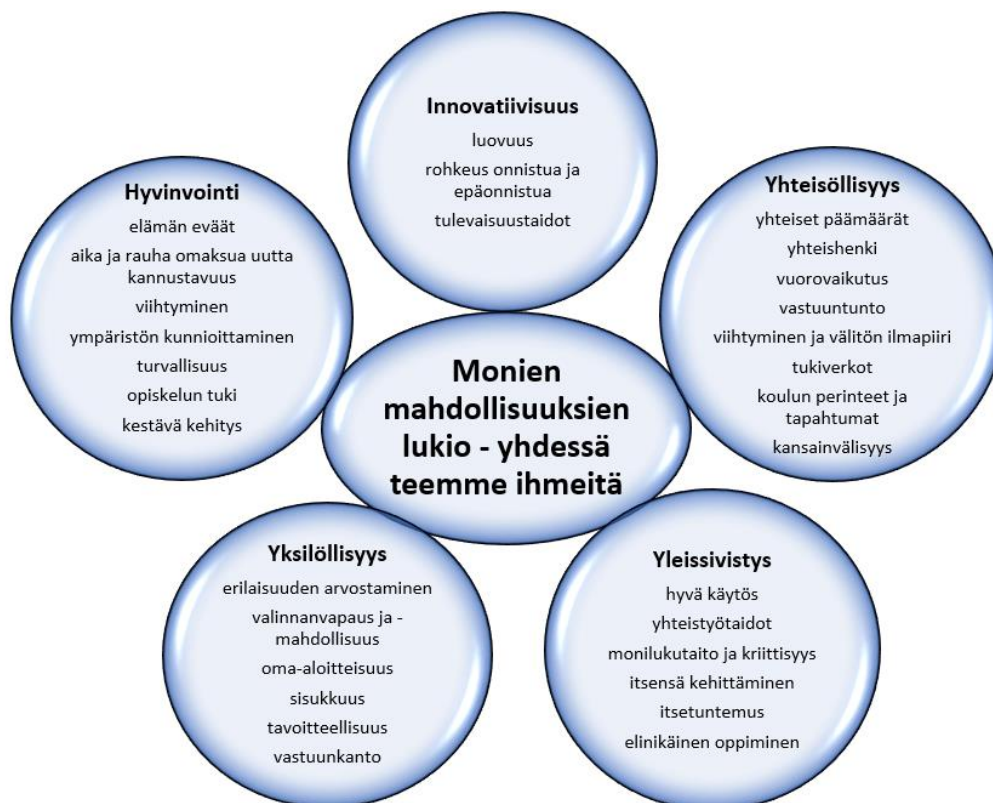 Innovatiivisuus
luovuus
rohkeus onnistua ja
epäonnistua
tulevaisuustaidot
Hyvinvointi
elämän eväät
aika ja rauha omaksua uutta
kannustavuus
viihtyminen
ympäristön kunnioittaminen
turvallisuus
opiskelun tuki
kestävä kehitys
Yhteisöllisyys
yhteiset päämäärät
yhteishenki
vuorovaikutus
vastuuntunto
viihtyminen ja välitön ilmapiiri
tukiverkot
koulun perinteet ja
tapahtumat
kansainvälisyys
Monien
mahdollisuuksien
lukio - yhdessä
teemme ihmeitä
Yksilöllisyys
erilaisuuden arvostaminen
valinnanvapaus ja -
mahdollisuus
oma-aloitteisuus
sisukkuus
tavoitteellisuus
vastuunkanto
Yleissivistys
hyvä käytös
yhteistyötaidot
monilukutaito ja kriittisyys
itsensä kehittäminen
itsetuntemus
elinikäinen oppiminen